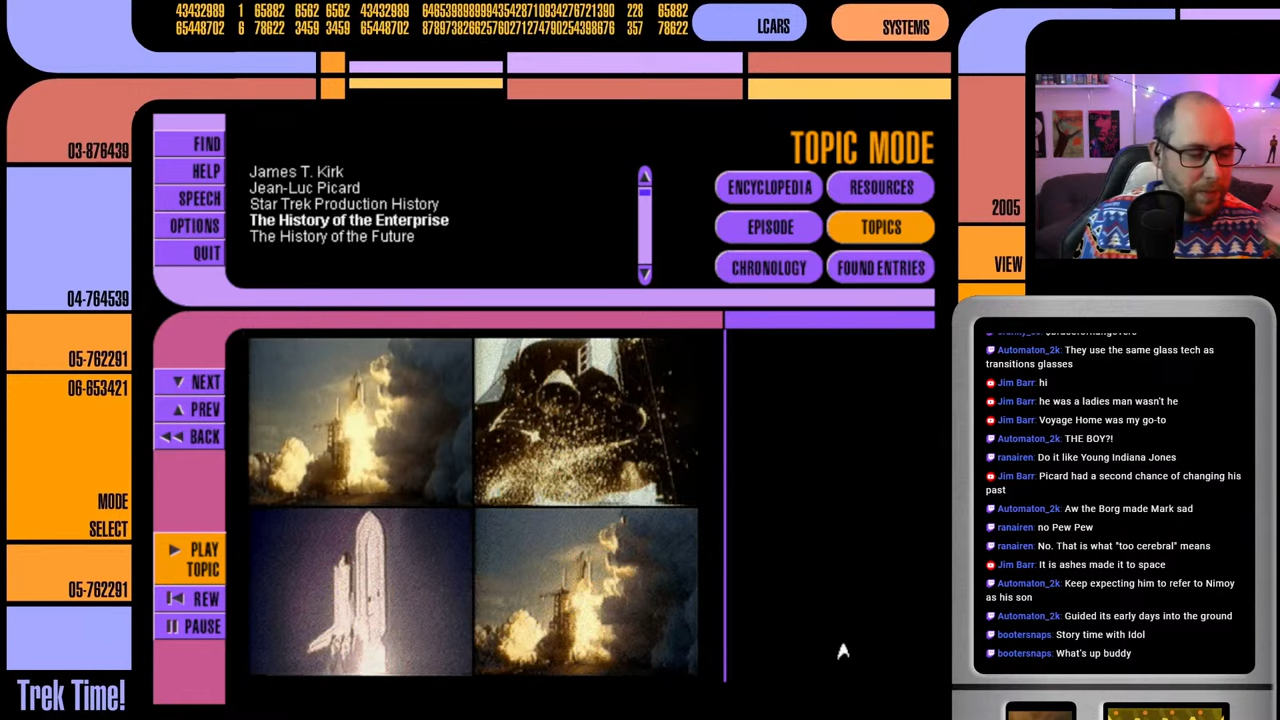 43432989 1 65882 6562 6562 43432989 64653989899943542871093427672 1390 228 65882
65448702 6 78622 3459 3459 65448702 8789738266257602712747902543986 76 357 78622
LCARS
SYSTEMS
03-876439
04-764539
05-762291
06-653421
MODE
SELECT
05-762291
Trek Time!
FIND
HELP
SPEECH
OPTIONS
QUIT
James T. Kirk
Jean-Luc Picard
Star Trek Production History
The History of the Enterprise
The History of the Future
TOPIC MODE
ENCYCLOPEDIA
RESOURCES
EPISODE
TOPICS
CHRONOLOGY
FOUND ENTRIES
NEXT
PREV
BACK
PLAY
TOPIC
REW
PAUSE
2005
VIEW
Automaton_2k: They use the same glass tech as
transitions glasses
Jim Barr: hi
Jim Barr: he was a ladies man wasn't he
Jim Barr: Voyage Home was my go-to
Automaton_2k: THE BOY?!
ranairen: Do it like Young Indiana Jones
Jim Barr: Picard had a second chance of changing his
past
Automaton_2k: Aw the Borg made Mark sad
ranairen: no Pew Pew
ranairen: No. That is what "too cerebral" means
Jim Barr: It is ashes made it to space
Automaton_2k: Keep expecting him to refer to Nimoy
as his son
Automaton_2k: Guided its early days into the ground
bootersnaps: Story time with Idol
bootersnaps: What's up buddy